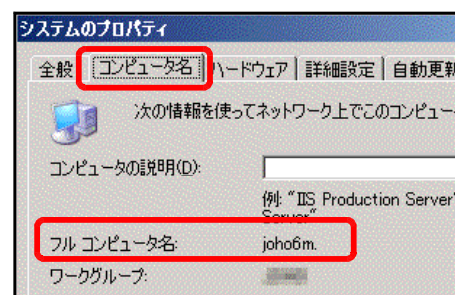 システムのプロパティ
全般 コンピュータ名 ハードウェア 詳細設定 自動更新
次の情報を使ってネットワーク上でこのコンピュー
コンピュータの説明(D):
例: "IIS Production Server"
Server"
フル コンピュータ名: joho6m.
ワークグループ: